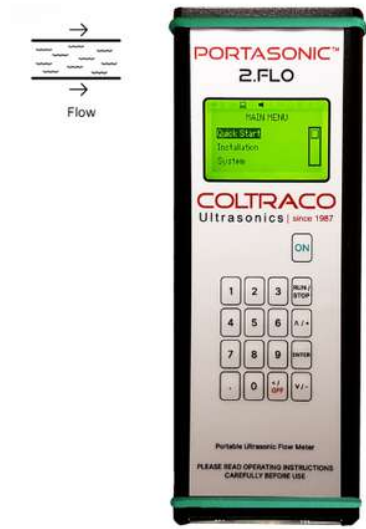 Flow
PORTASONIC™
2.FLO
MAIN MENU
Quick Start
Installation
System
COLTRACO
Ultrasonics | since 1987
ON
1 2 3 RUN/STOP
4 5 6 ʌ/+
7 8 9 ENTER
. 0 </OFF v/-
Portable Ultrasonic Flow Meter
PLEASE READ OPERATING INSTRUCTIONS
CAREFULLY BEFORE USE